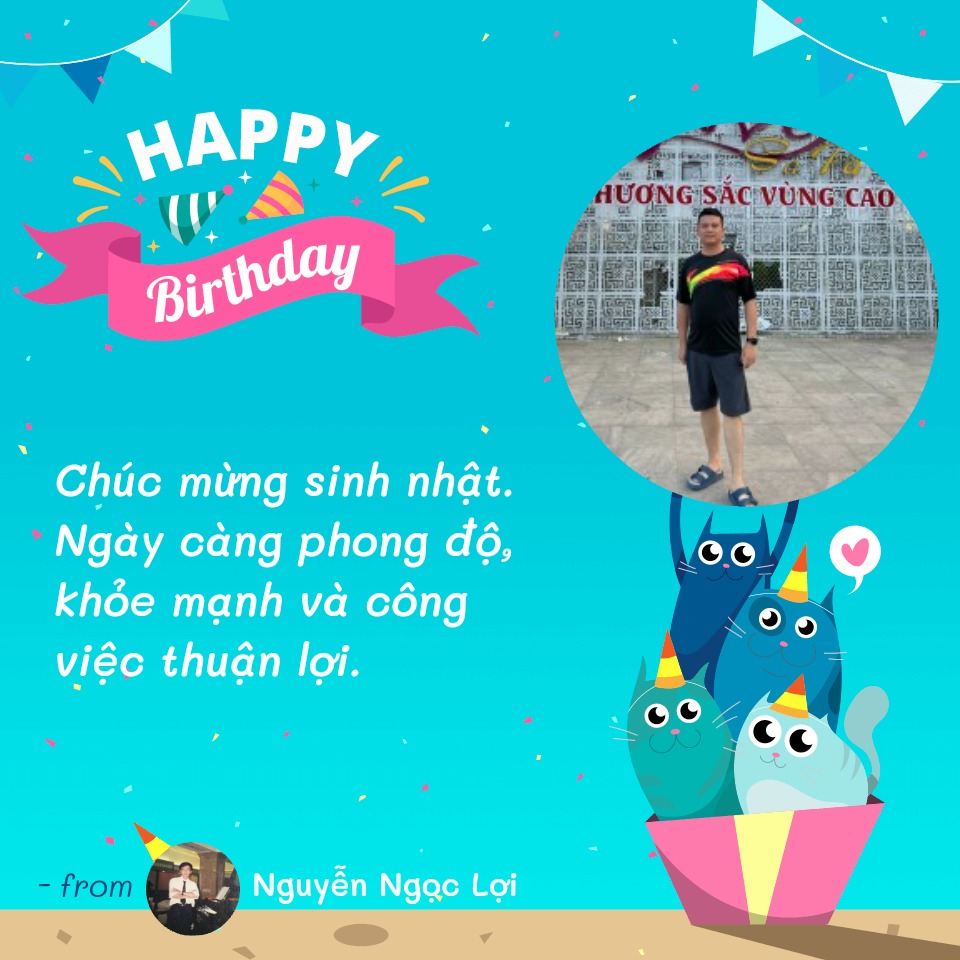 HAPPY
Birthday
HƯƠNG SẮC VÙNG CAO
Chúc mừng sinh nhật.
Ngày càng phong độ,
khỏe mạnh và công
việc thuận lợi.
- from Nguyễn Ngọc Lợi